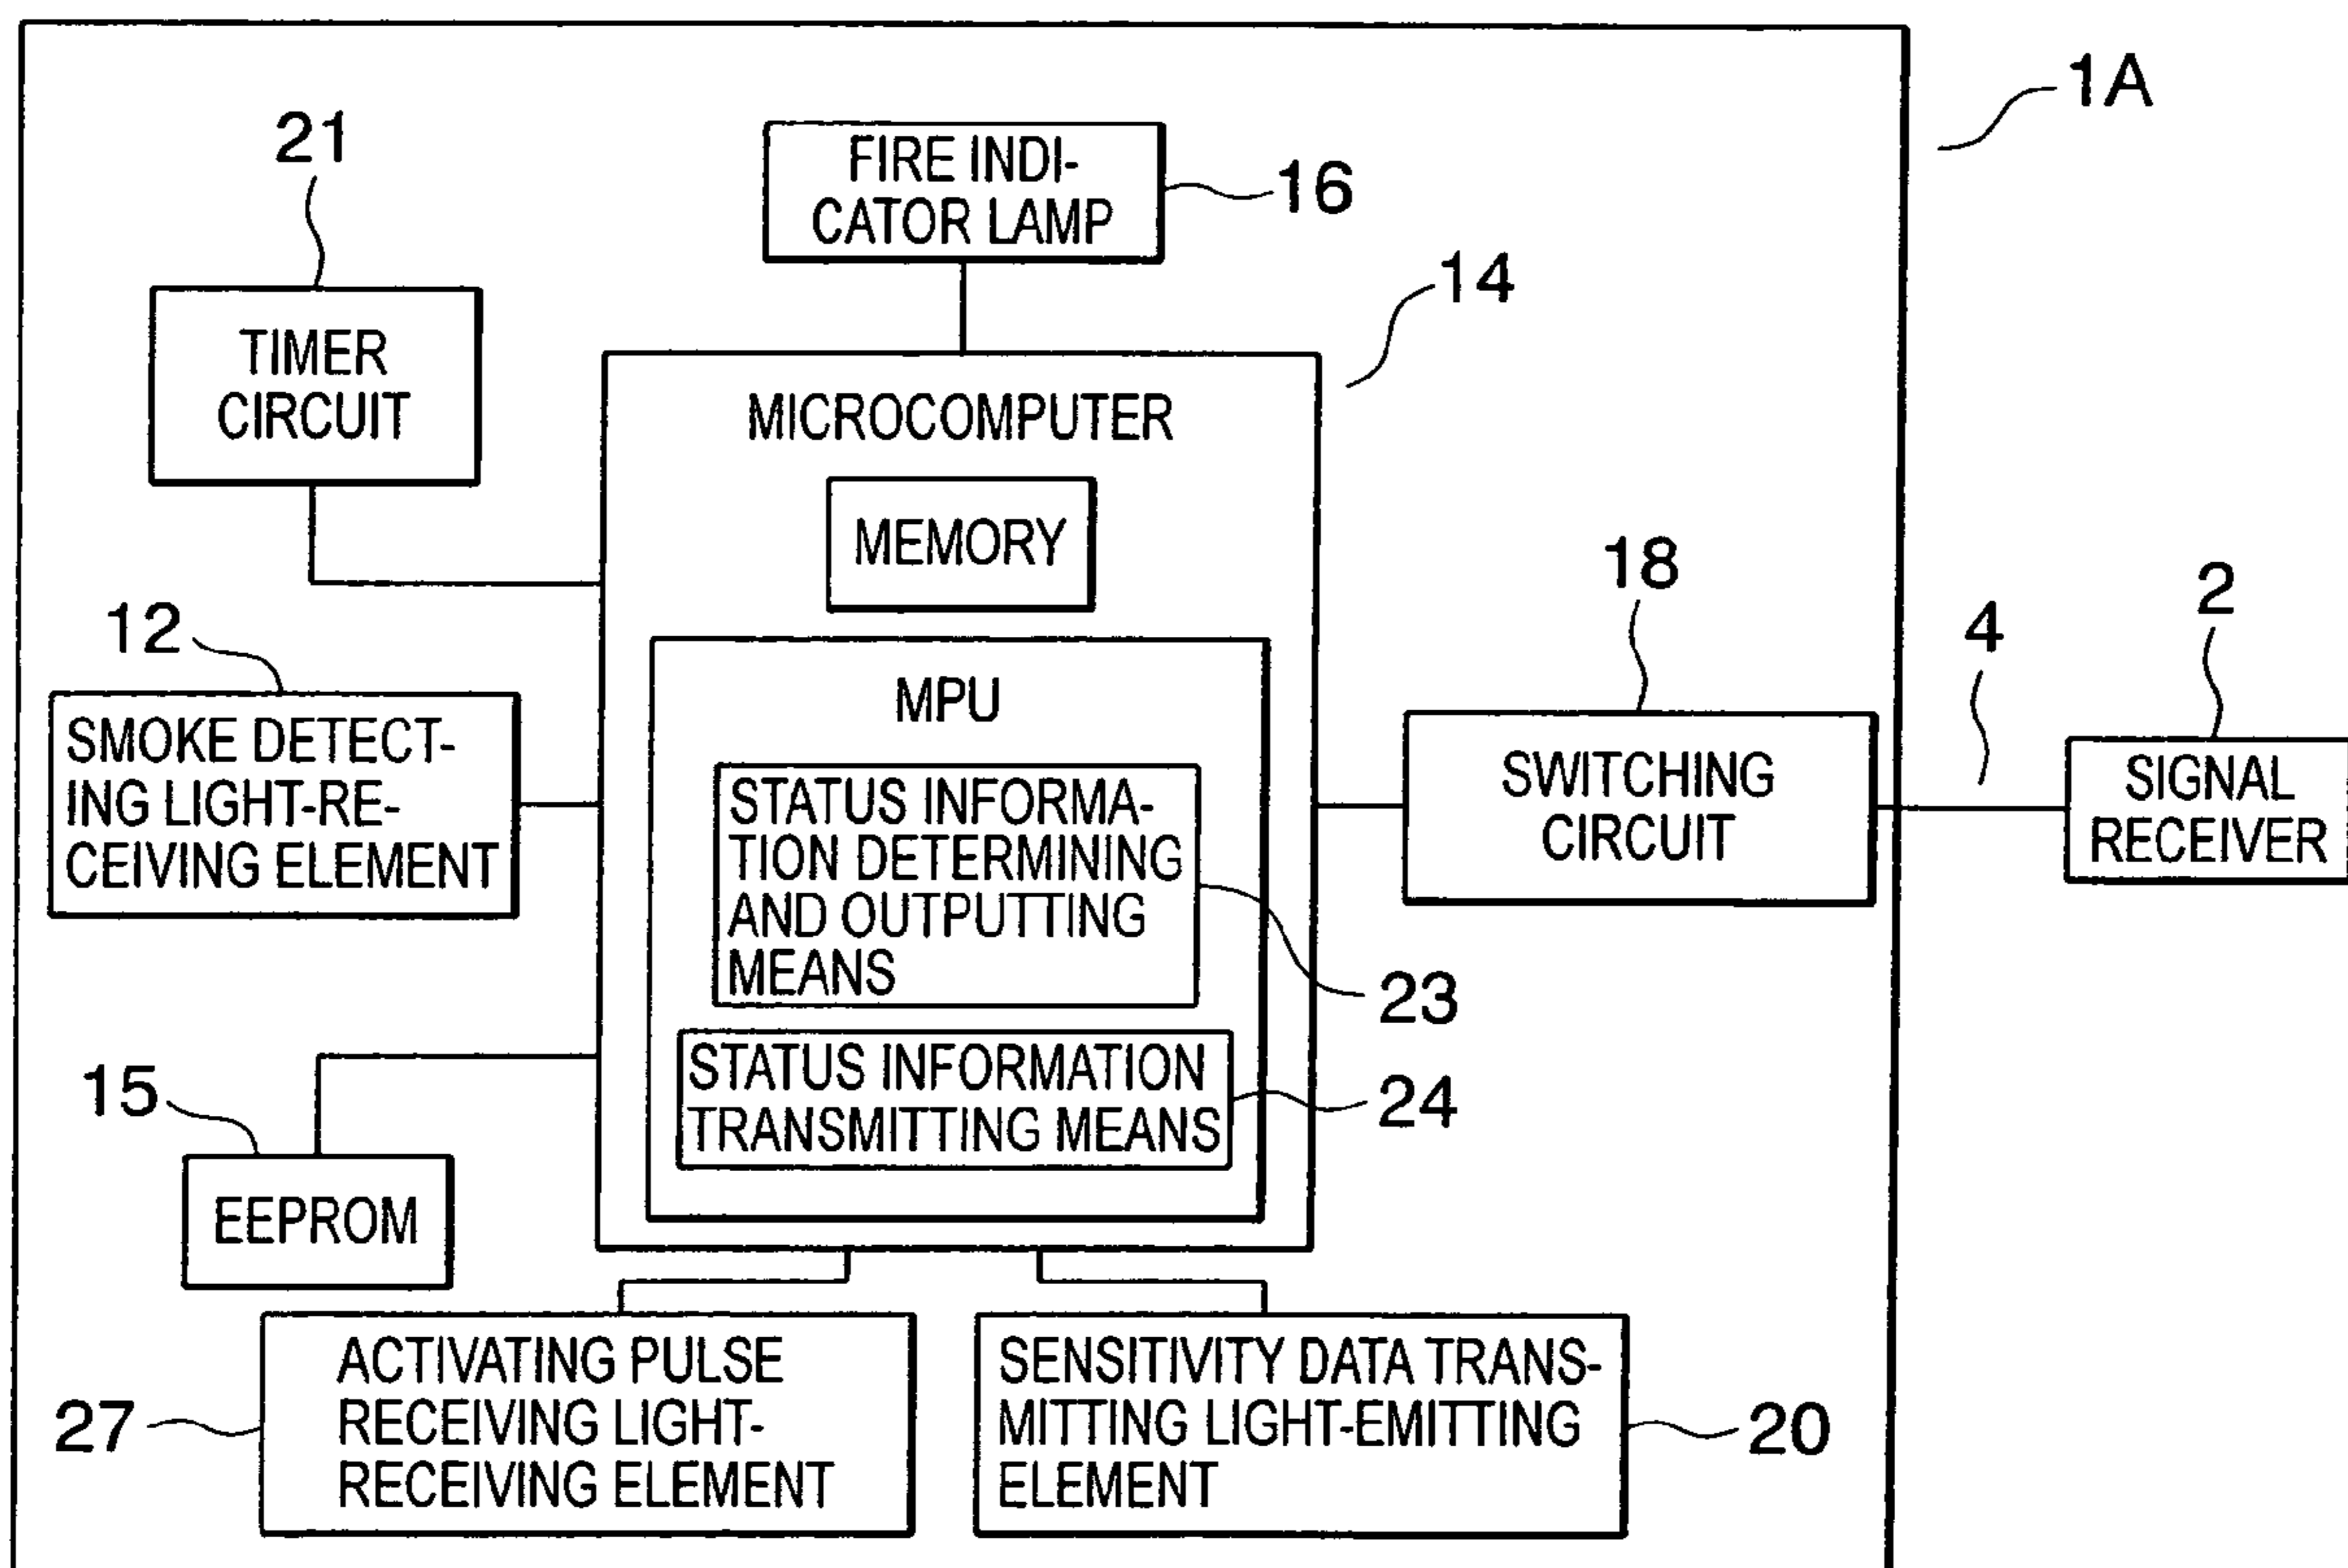 1A
21
FIRE INDI-
CATOR LAMP
16
14
TIMER
CIRCUIT
MICROCOMPUTER
MEMORY
18
2
4
12
SMOKE DETECT-
ING LIGHT-RE-
CEIVING ELEMENT
MPU
STATUS INFORMA-
TION DETERMINING
AND OUTPUTTING
MEANS
SWITCHING
CIRCUIT
SIGNAL
RECEIVER
23
STATUS INFORMATION
TRANSMITTING MEANS
24
15
EEPROM
ACTIVATING PULSE
RECEIVING LIGHT-
RECEIVING ELEMENT
27
SENSITIVITY DATA TRANS-
MITTING LIGHT-EMITTING
ELEMENT
20